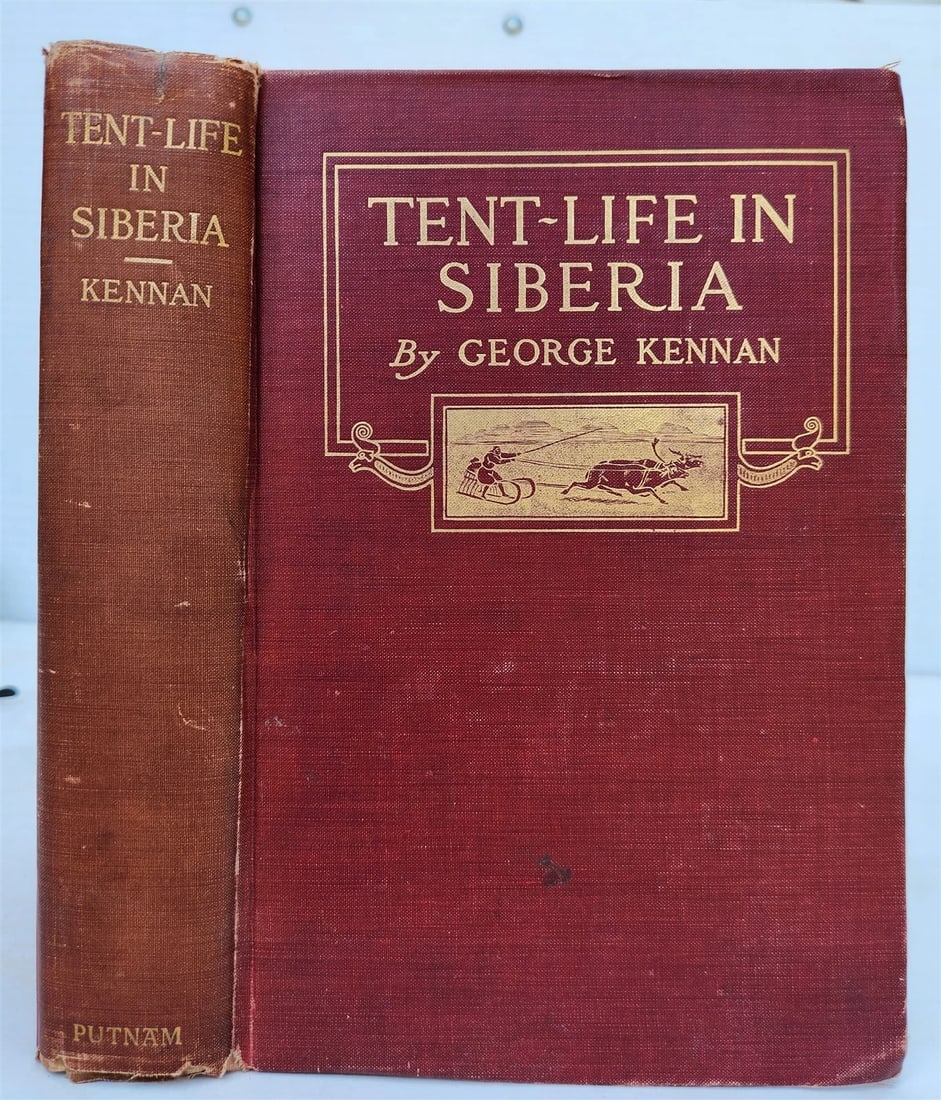 TENT-LIFE
IN
SIBERIA
KENNAN
PUTNAM
TENT-LIFE IN
SIBERIA
By GEORGE KENNAN